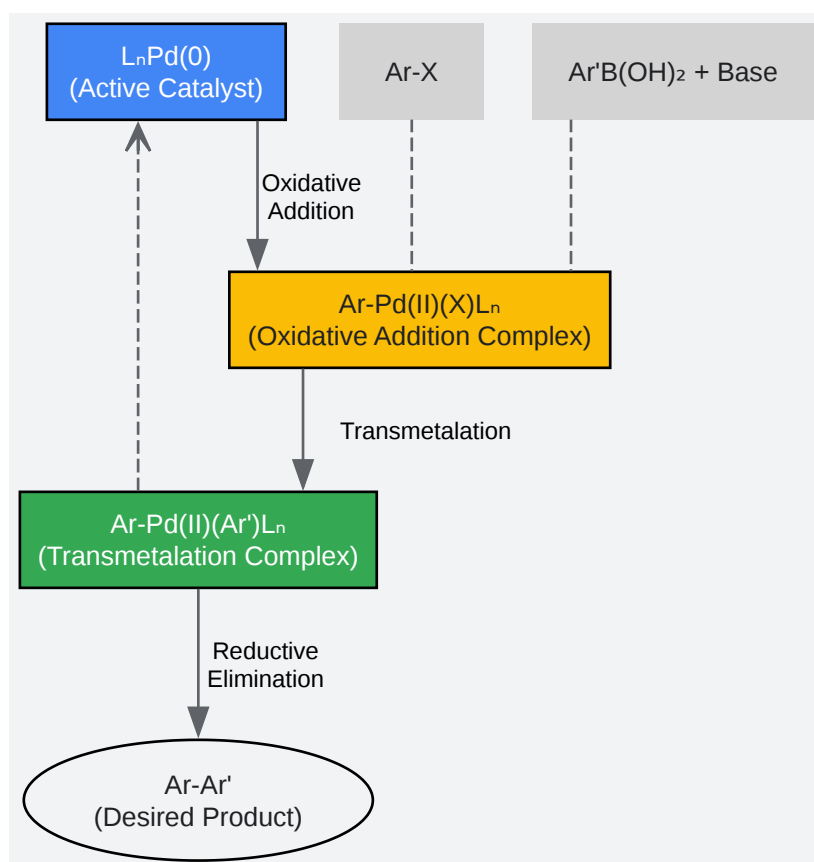 LₙPd(0)
(Active Catalyst)
Ar-X
Ar'B(OH)₂ + Base
Oxidative
Addition
Ar-Pd(II)(X)Lₙ
(Oxidative Addition Complex)
Transmetalation
Ar-Pd(II)(Ar')Lₙ
(Transmetalation Complex)
Reductive
Elimination
Ar-Ar'
(Desired Product)